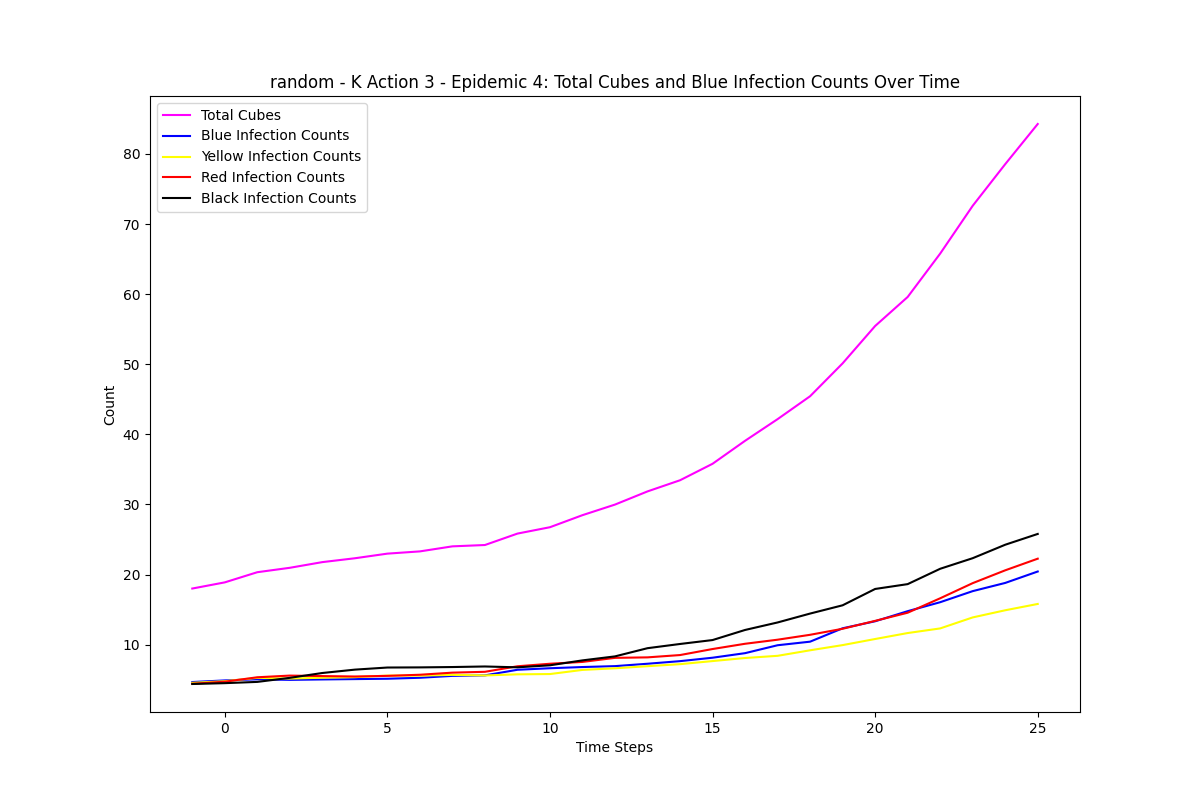 random - K Action 3 - Epidemic 4: Total Cubes and Blue Infection Counts Over Time
Total Cubes
Blue Infection Counts
Yellow Infection Counts
Red Infection Counts
Black Infection Counts
80
70
60
50
40
30
20
10
Count
0 5 10 15 20 25
Time Steps